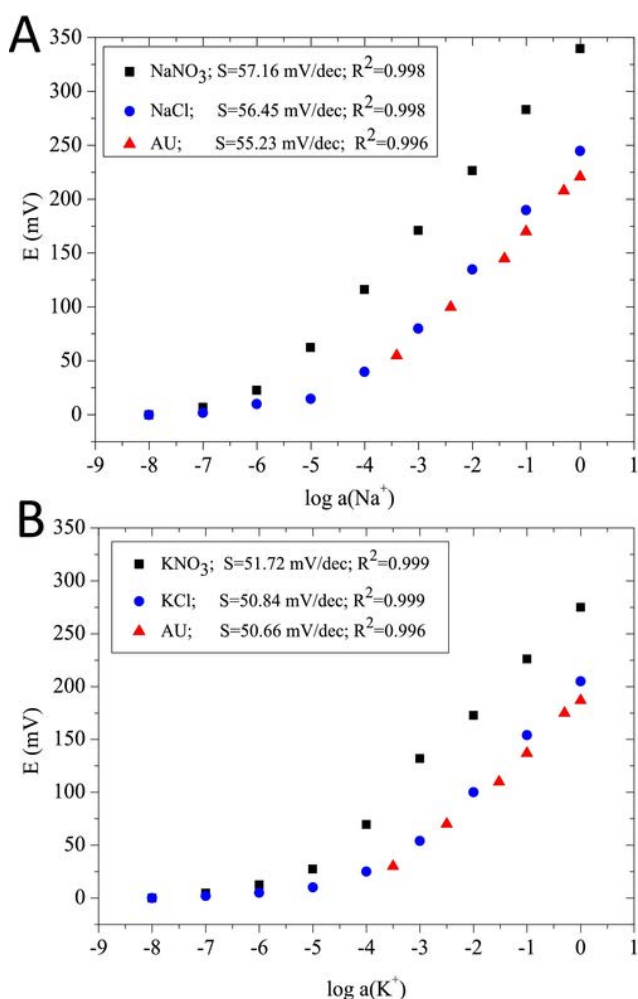 A
NaNO₃; S=57.16 mV/dec; R²=0.998
NaCl; S=56.45 mV/dec; R²=0.998
AU; S=55.23 mV/dec; R²=0.996
E (mV)
350
300
250
200
150
100
50
0
-9 -8 -7 -6 -5 -4 -3 -2 -1 0 1
log a(Na⁺)
B
KNO₃; S=51.72 mV/dec; R²=0.999
KCl; S=50.84 mV/dec; R²=0.999
AU; S=50.66 mV/dec; R²=0.996
E (mV)
350
300
250
200
150
100
50
0
-9 -8 -7 -6 -5 -4 -3 -2 -1 0 1
log a(K⁺)